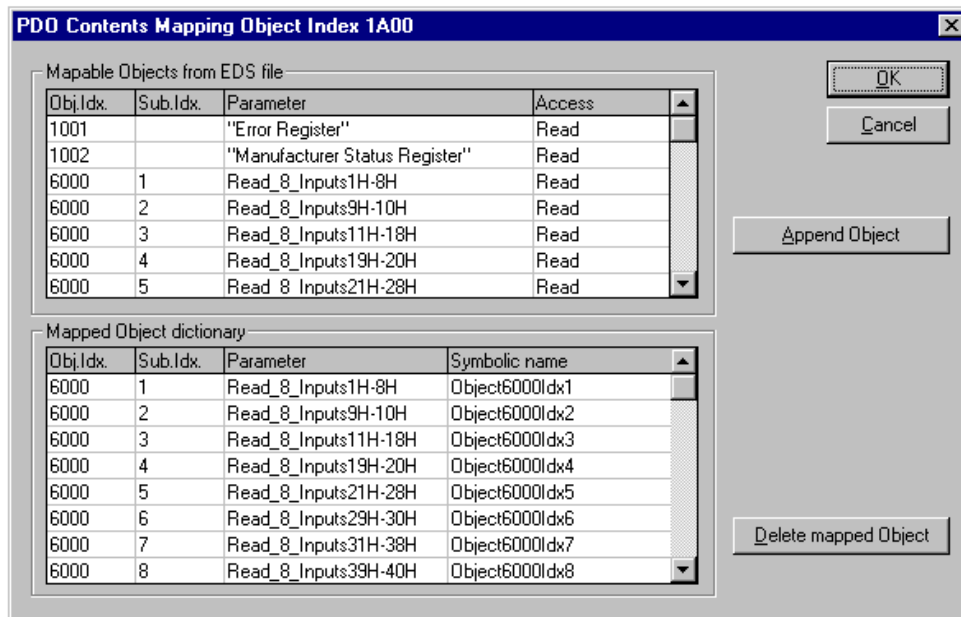 PDO Contents Mapping Object Index 1A00
Mapable Objects from EDS file
Obj.Idx. Sub.Idx. Parameter Access
1001 "Error Register" Read
1002 "Manufacturer Status Register" Read
6000 1 Read_8_Inputs1H-8H Read
6000 2 Read_8_Inputs9H-10H Read
6000 3 Read_8_Inputs11H-18H Read
6000 4 Read_8_Inputs19H-20H Read
6000 5 Read_8_Inputs21H-28H Read
OK
Cancel
Append Object
Mapped Object dictionary
Obj.Idx. Sub.Idx. Parameter Symbolic name
6000 1 Read_8_Inputs1H-8H Object6000Idx1
6000 2 Read_8_Inputs9H-10H Object6000Idx2
6000 3 Read_8_Inputs11H-18H Object6000Idx3
6000 4 Read_8_Inputs19H-20H Object6000Idx4
6000 5 Read_8_Inputs21H-28H Object6000Idx5
6000 6 Read_8_Inputs29H-30H Object6000Idx6
6000 7 Read_8_Inputs31H-38H Object6000Idx7
6000 8 Read_8_Inputs39H-40H Object6000Idx8
Delete mapped Object